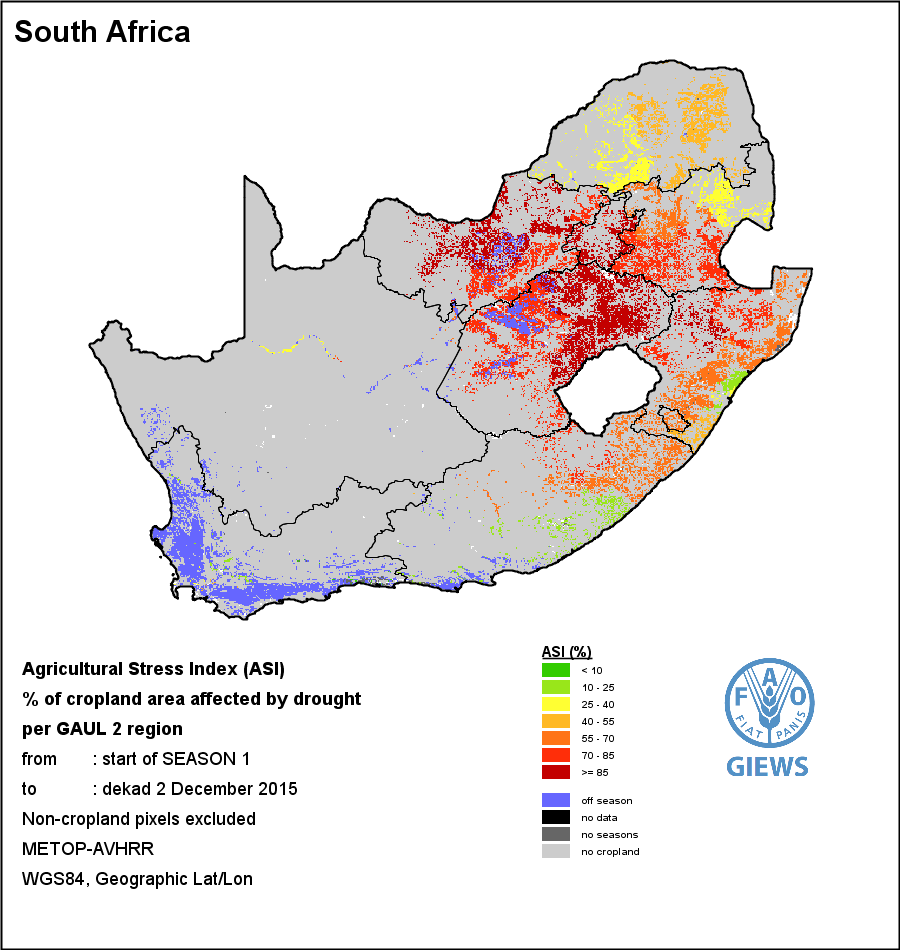 South Africa
Agricultural Stress Index (ASI)
% of cropland area affected by drought
per GAUL 2 region
from : start of SEASON 1
to : dekad 2 December 2015
Non-cropland pixels excluded
METOP-AVHRR
WGS84, Geographic Lat/Lon
ASI (%)
< 10
10 - 25
25 - 40
40 - 55
55 - 70
70 - 85
>= 85
off season
no data
no seasons
no cropland
FAO
FIAT PANIS
GIEWS